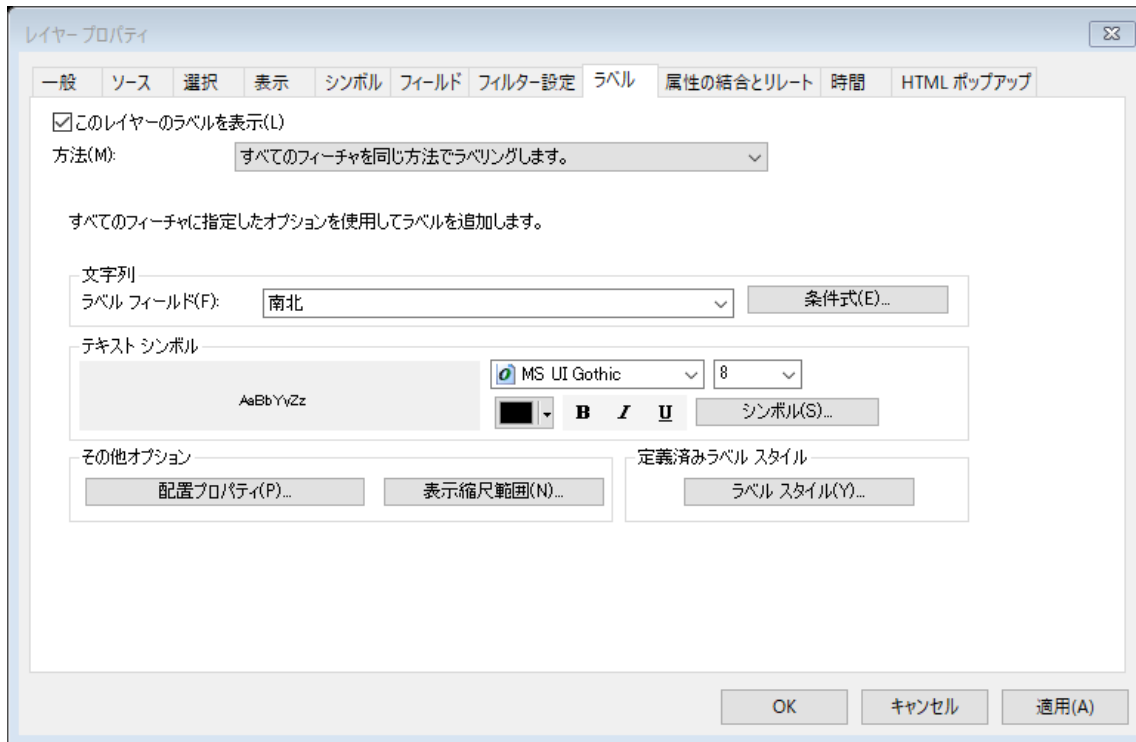 レイヤー プロパティ
一般 ソース 選択 表示 シンボル フィールド フィルター設定 ラベル 属性の結合とリレート 時間 HTML ポップアップ
このレイヤーのラベルを表示(L)
方法(M): すべてのフィーチャを同じ方法でラベリングします。
すべてのフィーチャに指定したオプションを使用してラベルを追加します。
文字列
ラベル フィールド(F): 南北 条件式(E)...
テキスト シンボル
AaBbYyZz
MS UI Gothic 8
B I U シンボル(S)...
その他オプション 定義済みラベル スタイル
配置プロパティ(P)... 表示縮尺範囲(N)... ラベル スタイル(Y)...
OK キャンセル 適用(A)